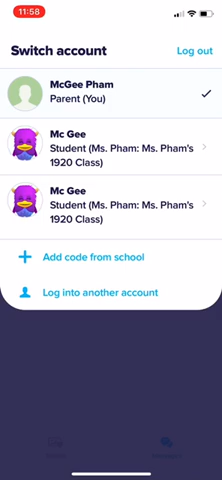 11:58
Switch account
Log out
McGee Pham
Parent (You)
Mc Gee
Student (Ms. Pham: Ms. Pham's
1920 Class)
Mc Gee
Student (Ms. Pham: Ms. Pham's
1920 Class)
Add code from school
Log into another account